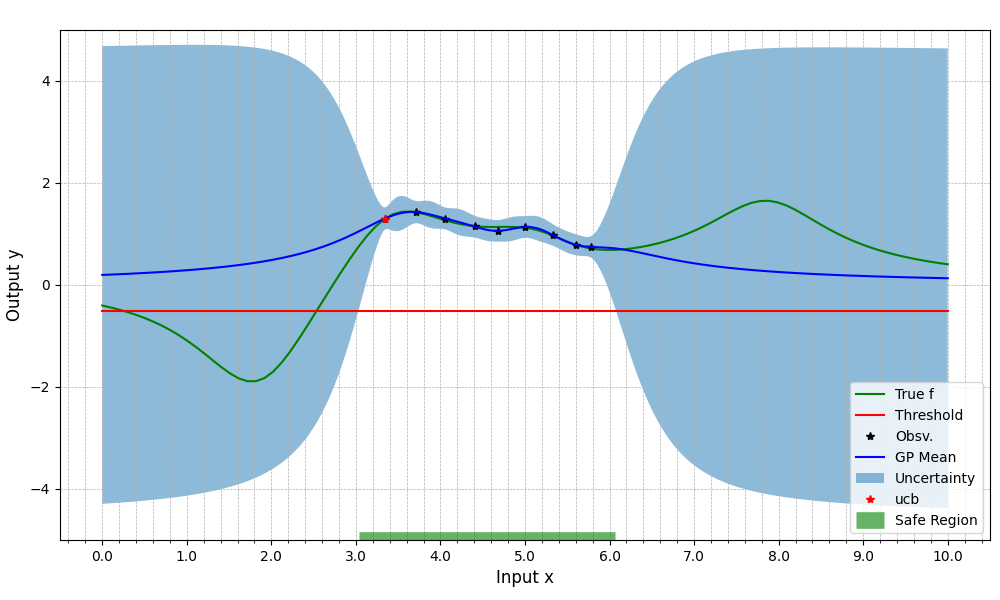 Output y
4
2
0
−2
−4
0.0 1.0 2.0 3.0 4.0 5.0 6.0 7.0 8.0 9.0 10.0
Input x
True f
Threshold
Obsv.
GP Mean
Uncertainty
ucb
Safe Region